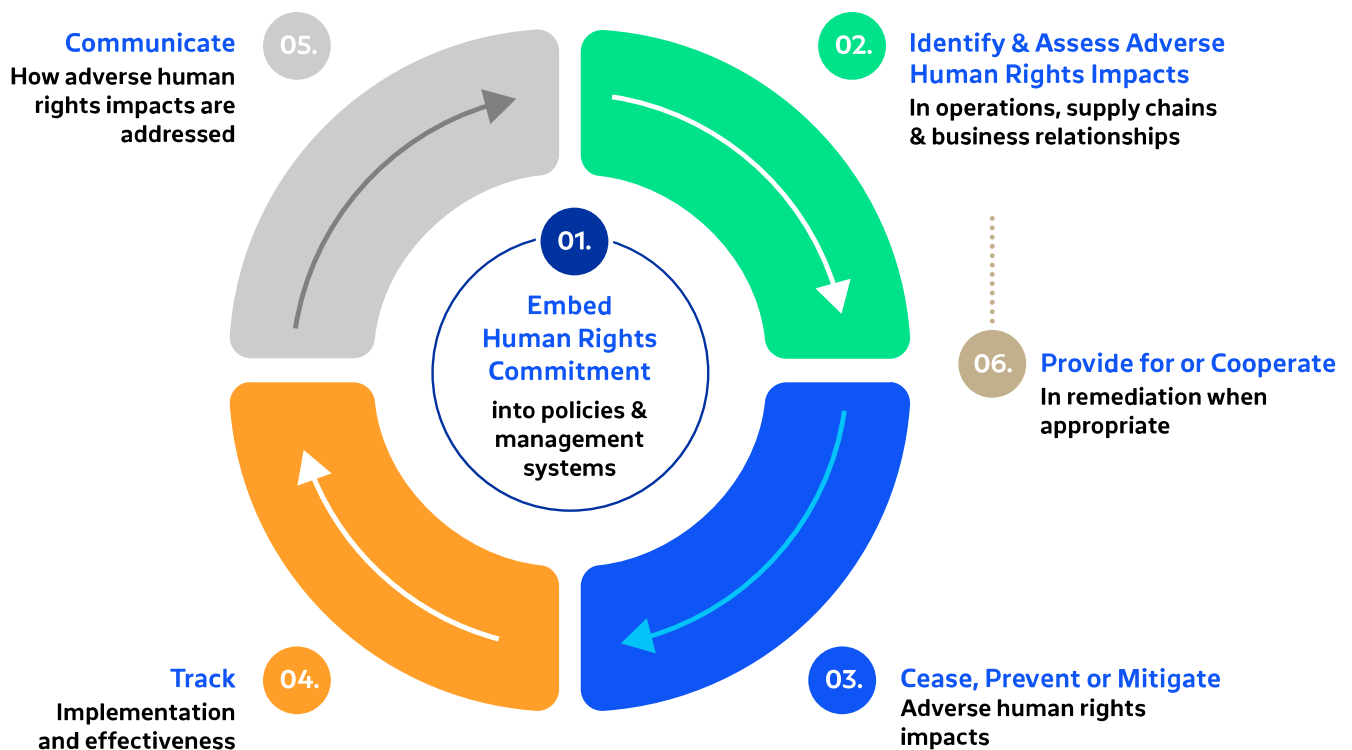 01.
Embed
Human Rights
Commitment
into policies &
management
systems
02.
Identify & Assess Adverse
Human Rights Impacts
In operations, supply chains
& business relationships
03.
Cease, Prevent or Mitigate
Adverse human rights
impacts
04.
Track
Implementation
and effectiveness
05.
Communicate
How adverse human
rights impacts are
addressed
06.
Provide for or Cooperate
In remediation when
appropriate